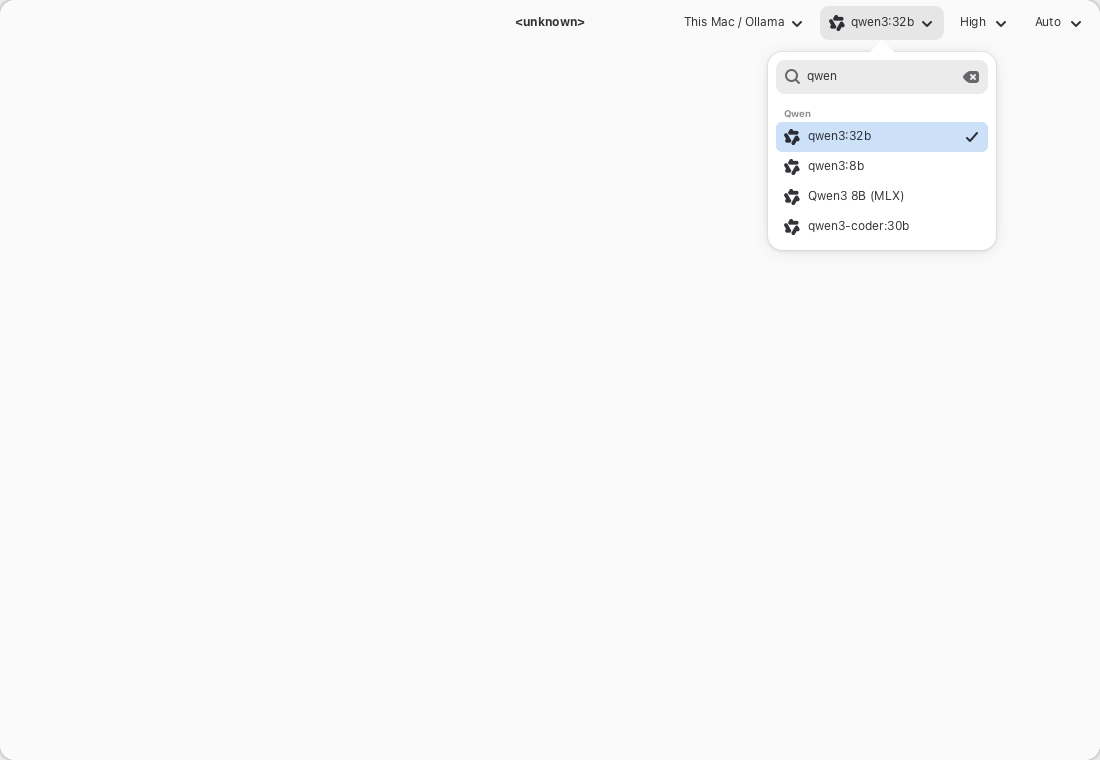 <unknown>
This Mac / Ollama
qwen3:32b
High
Auto
qwen
Qwen
qwen3:32b
qwen3:8b
Qwen3 8B (MLX)
qwen3-coder:30b